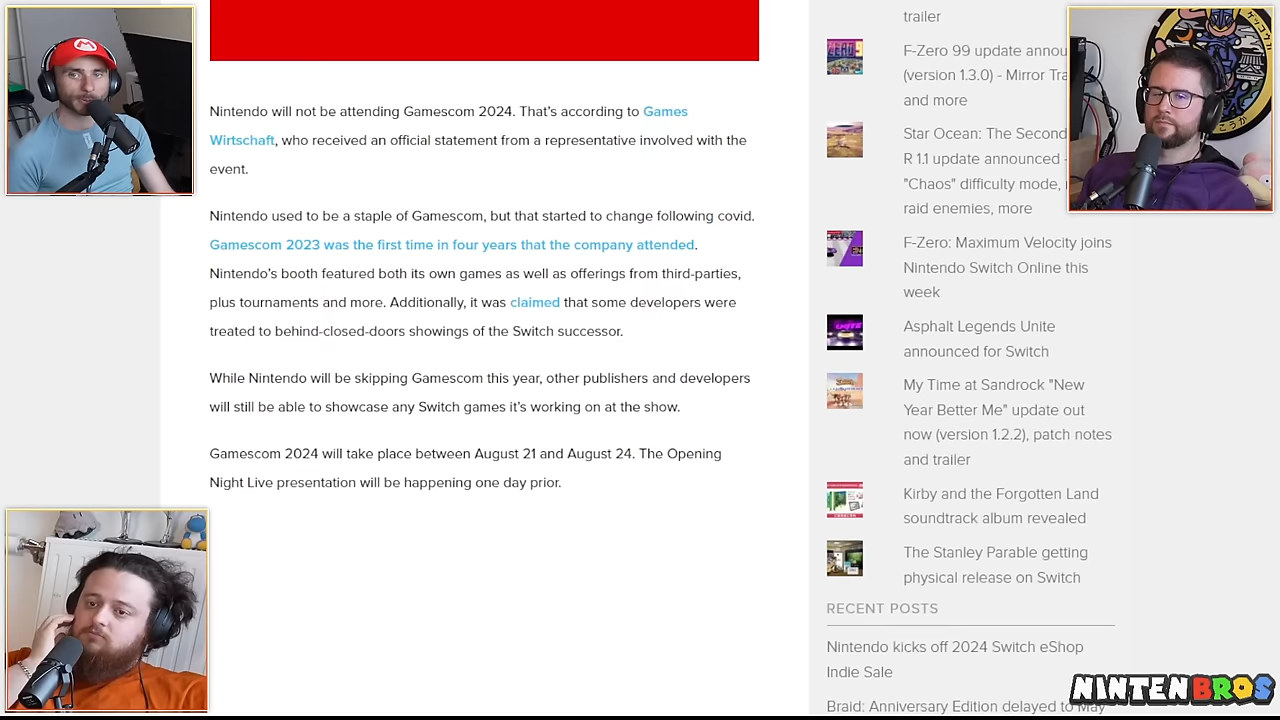 Nintendo will not be attending Gamescom 2024. That's according to Games
Wirtschaft, who received an official statement from a representative involved with the
event.
Nintendo used to be a staple of Gamescom, but that started to change following covid.
Gamescom 2023 was the first time in four years that the company attended.
Nintendo's booth featured both its own games as well as offerings from third-parties,
plus tournaments and more. Additionally, it was claimed that some developers were
treated to behind-closed-doors showings of the Switch successor.
While Nintendo will be skipping Gamescom this year, other publishers and developers
will still be able to showcase any Switch games it's working on at the show.
Gamescom 2024 will take place between August 21 and August 24. The Opening
Night Live presentation will be happening one day prior.
trailer
F-Zero 99 update
(version 1.3.0) - Mirror
and more
Star Ocean: The Second
R 1.1 update announced -
"Chaos" difficulty mode,
raid enemies, more
F-Zero: Maximum Velocity joins
Nintendo Switch Online this
week
Asphalt Legends Unite
announced for Switch
My Time at Sandrock "New
Year Better Me" update out
now (version 1.2.2), patch notes
and trailer
Kirby and the Forgotten Land
soundtrack album revealed
The Stanley Parable getting
physical release on Switch
RECENT POSTS
Nintendo kicks off 2024 Switch eShop
Indie Sale
Braid: Anniversary Edition delayed to May
NINTENBROS